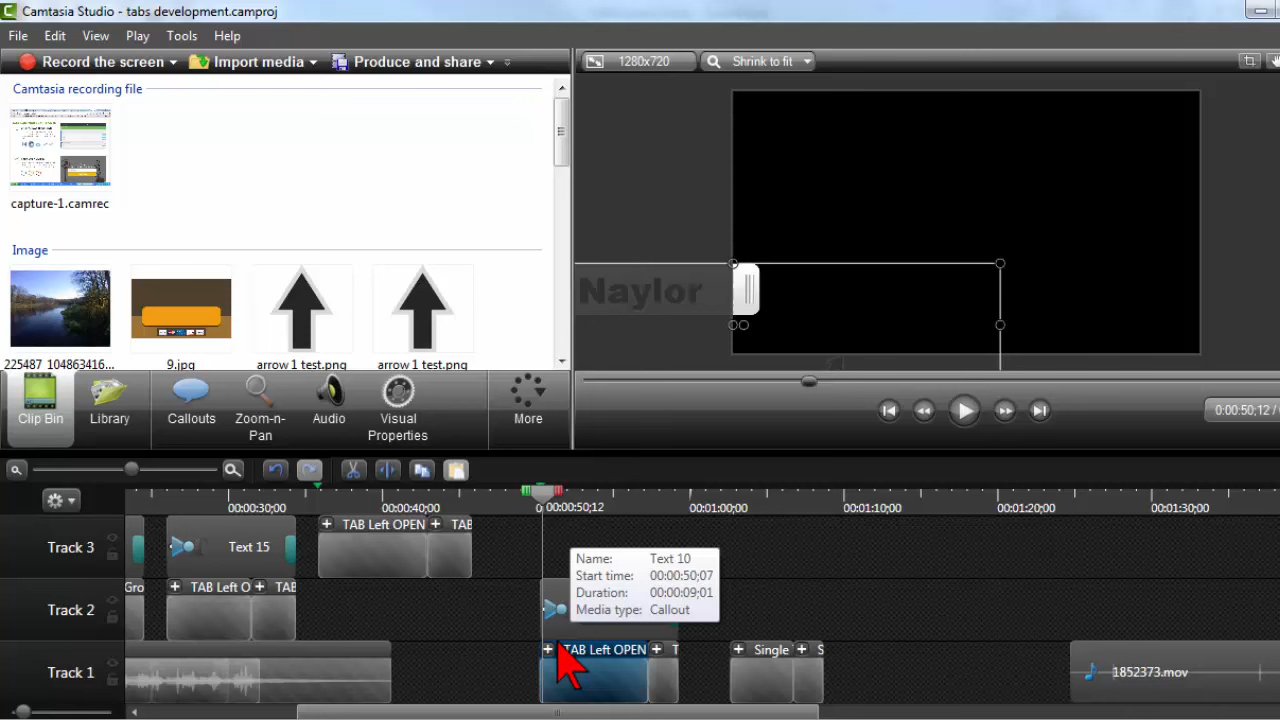 Camtasia Studio - tabs development.camproj
File Edit View Play Tools Help
Record the screen Import media Produce and share
1280x720 Shrink to fit
Camtasia recording file
capture-1.camrec
Image
225487_104863416...
9.jpg
arrow 1 test.png
arrow 1 test.png
Naylor
Clip Bin
Library
Callouts
Zoom-n-
Pan
Audio
Visual
Properties
More
0:00:50;12 /
00:00:30;00 00:00:40;00 0 00:00:50;12 00:01:00;00 00:01:10;00 00:01:20;00 00:01:30;00
Track 3 Text 15 TAB Left OPEN TAB
Name: Text 10
Start time: 00:00:50;07
Duration: 00:00:09;01
Media type: Callout
Track 2 Gro TAB Left O TAB
Track 1 TAB Left OPEN T Single S
1852373.mov